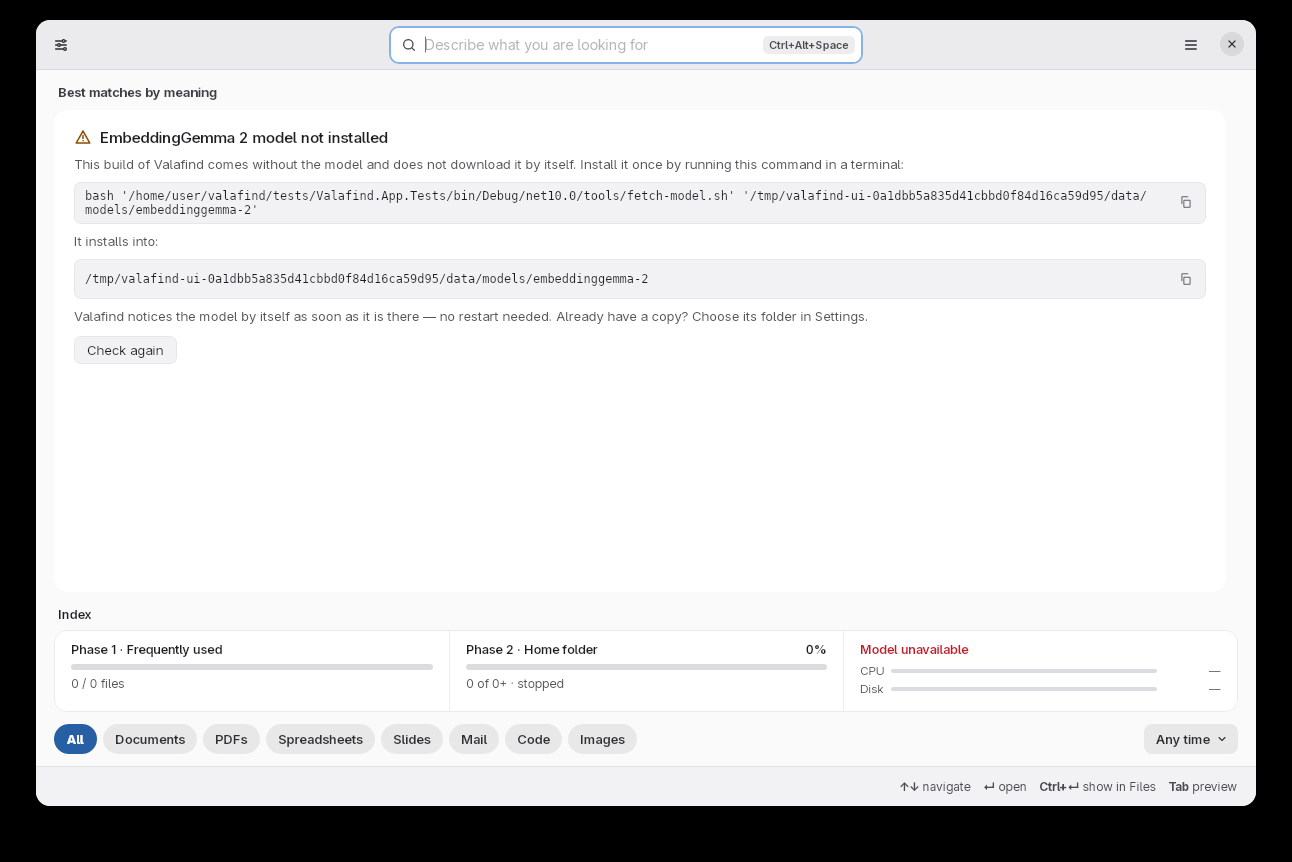 Describe what you are looking for
Ctrl+Alt+Space
Best matches by meaning
EmbeddingGemma 2 model not installed
This build of Valafind comes without the model and does not download it by itself. Install it once by running this command in a terminal:
bash '/home/user/valafind/tests/Valafind.App.Tests/bin/Debug/net10.0/tools/fetch-model.sh' '/tmp/valafind-ui-0a1dbb5a835d41cbbd0f84d16ca59d95/data/
models/embeddinggemma-2'
It installs into:
/tmp/valafind-ui-0a1dbb5a835d41cbbd0f84d16ca59d95/data/models/embeddinggemma-2
Valafind notices the model by itself as soon as it is there — no restart needed. Already have a copy? Choose its folder in Settings.
Check again
Index
Phase 1 · Frequently used
0 / 0 files
Phase 2 · Home folder 0%
0 of 0+ · stopped
Model unavailable
CPU —
Disk —
All Documents PDFs Spreadsheets Slides Mail Code Images Any time
↑↓ navigate ↵ open Ctrl+↵ show in Files Tab preview